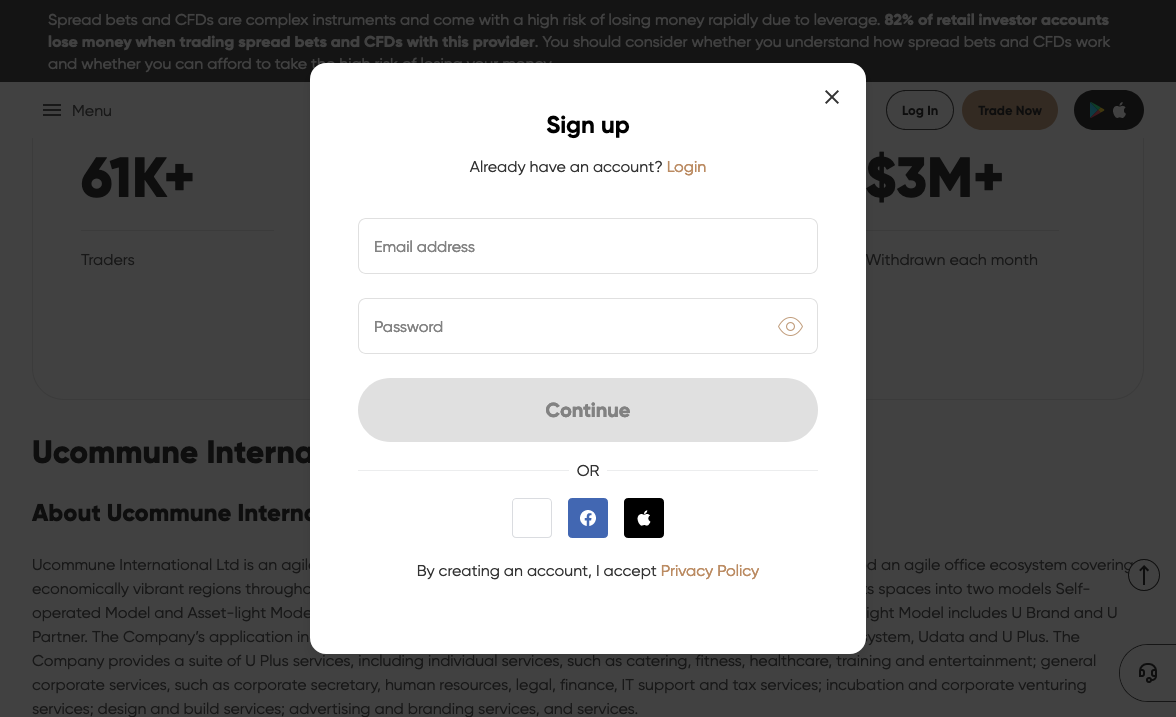 Spread bets and CFDs are complex instruments and come with a high risk of losing money rapidly due to leverage. 82% of retail investor accounts
lose money when trading spread bets and CFDs with this provider. You should consider whether you understand how spread bets and CFDs work
and whether you can afford to take the high risk of losing your money.
Menu
Log In
Trade Now
Sign up
Already have an account? Login
61K+
$3M+
Traders
Withdrawn each month
Email address
Password
Continue
OR
By creating an account, I accept Privacy Policy
Ucommune Interna
About Ucommune Interna
Ucommune International Ltd is an agile
d an agile office ecosystem covering
economically vibrant regions througho
s spaces into two models Self-
operated Model and Asset-light Mode
ight Model includes U Brand and U
Partner. The Company's application in
ystem, Udata and U Plus. The
Company provides a suite of U Plus services, including individual services, such as catering, fitness, healthcare, training and entertainment; general
corporate services, such as corporate secretary, human resources, legal, finance, IT support and tax services; incubation and corporate venturing
services; design and build services; advertising and branding services, and services.